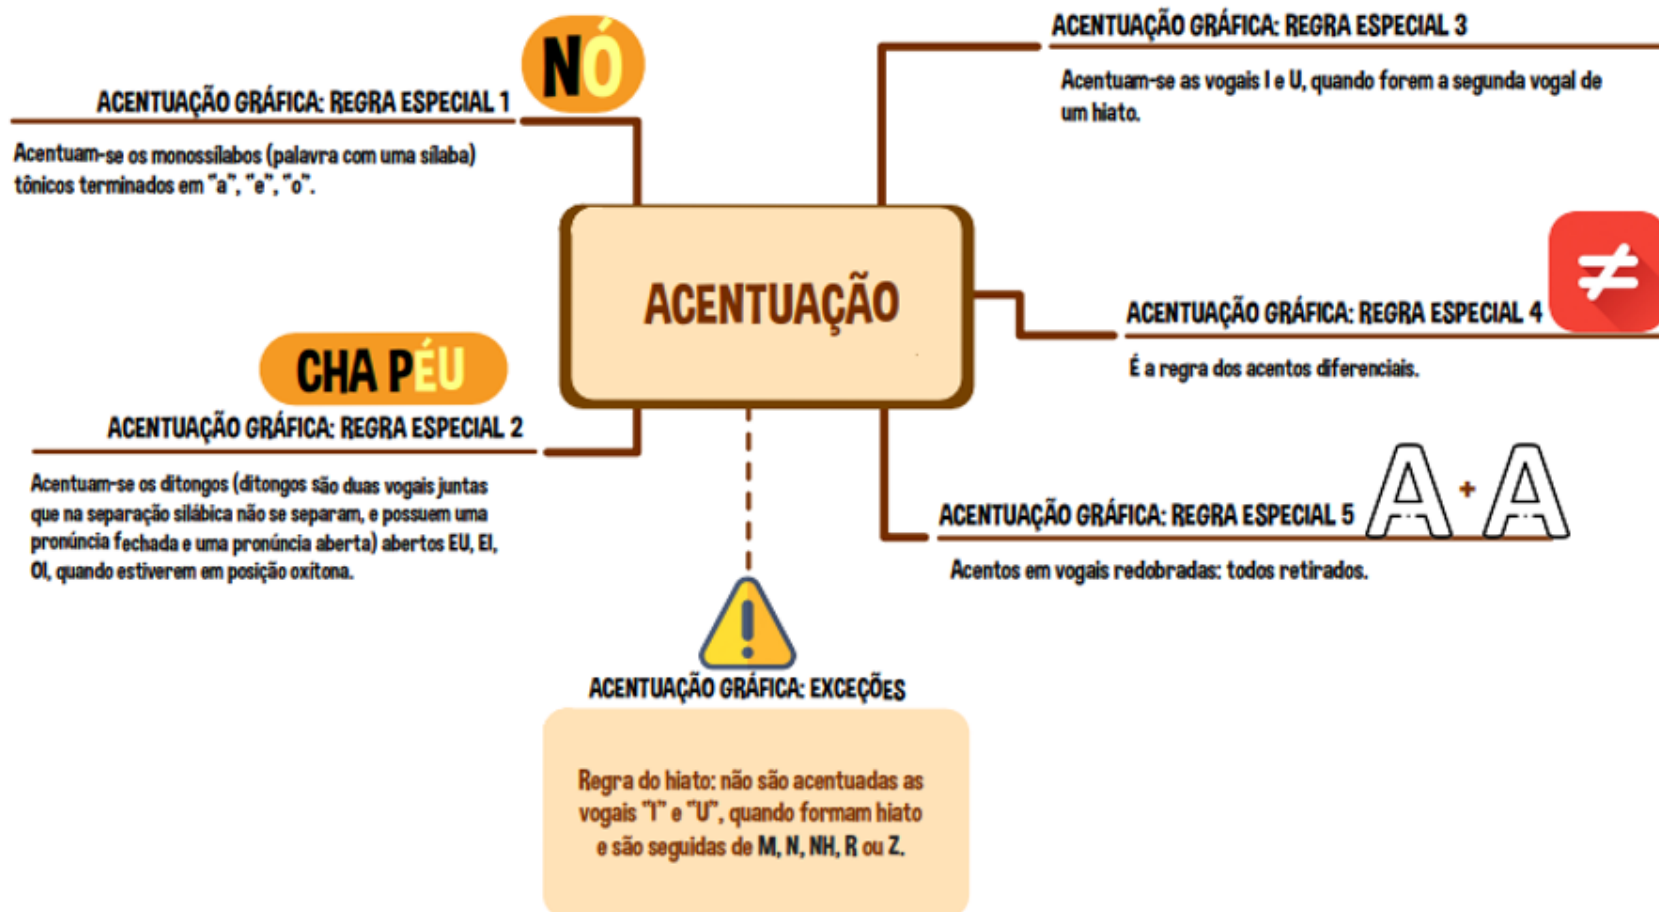 NÓ
ACENTUAÇÃO GRÁFICA: REGRA ESPECIAL 1
Acentuam-se os monossílabos (palavra com uma sílaba)
tônicos terminados em "a", "e", "o".
CHA PÉU
ACENTUAÇÃO GRÁFICA: REGRA ESPECIAL 2
Acentuam-se os ditongos (ditongos são duas vogais juntas
que na separação silábica não se separam, e possuem uma
pronúncia fechada e uma pronúncia aberta) abertos EU, EI,
OI, quando estiverem em posição oxítona.
ACENTUAÇÃO
ACENTUAÇÃO GRÁFICA: REGRA ESPECIAL 3
Acentuam-se as vogais I e U, quando forem a segunda vogal de
um hiato.
≠
ACENTUAÇÃO GRÁFICA: REGRA ESPECIAL 4
É a regra dos acentos diferenciais.
A + A
ACENTUAÇÃO GRÁFICA: REGRA ESPECIAL 5
Acentos em vogais redobradas: todos retirados.
!
ACENTUAÇÃO GRÁFICA: EXCEÇÕES
Regra do hiato: não são acentuadas as
vogais "I" e "U", quando formam hiato
e são seguidas de M, N, NH, R ou Z.